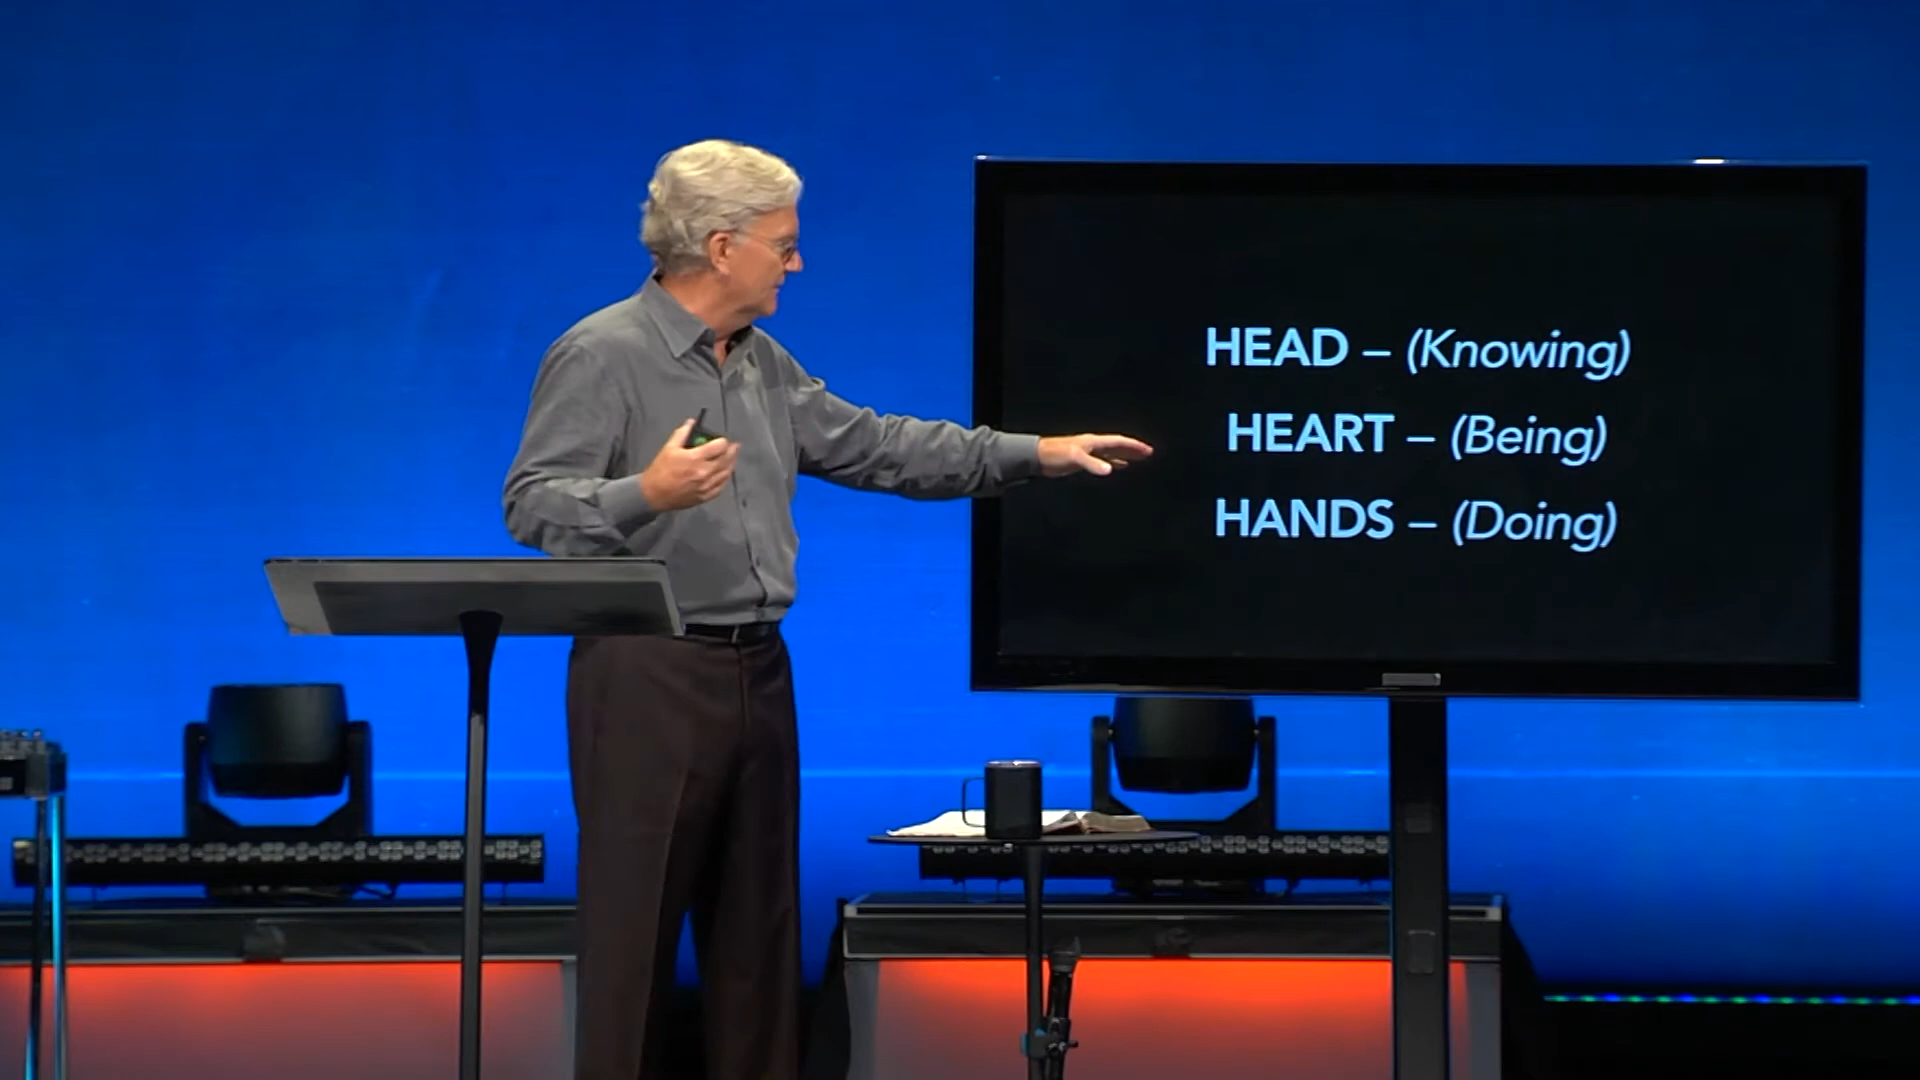 HEAD – (Knowing)
HEART – (Being)
HANDS – (Doing)